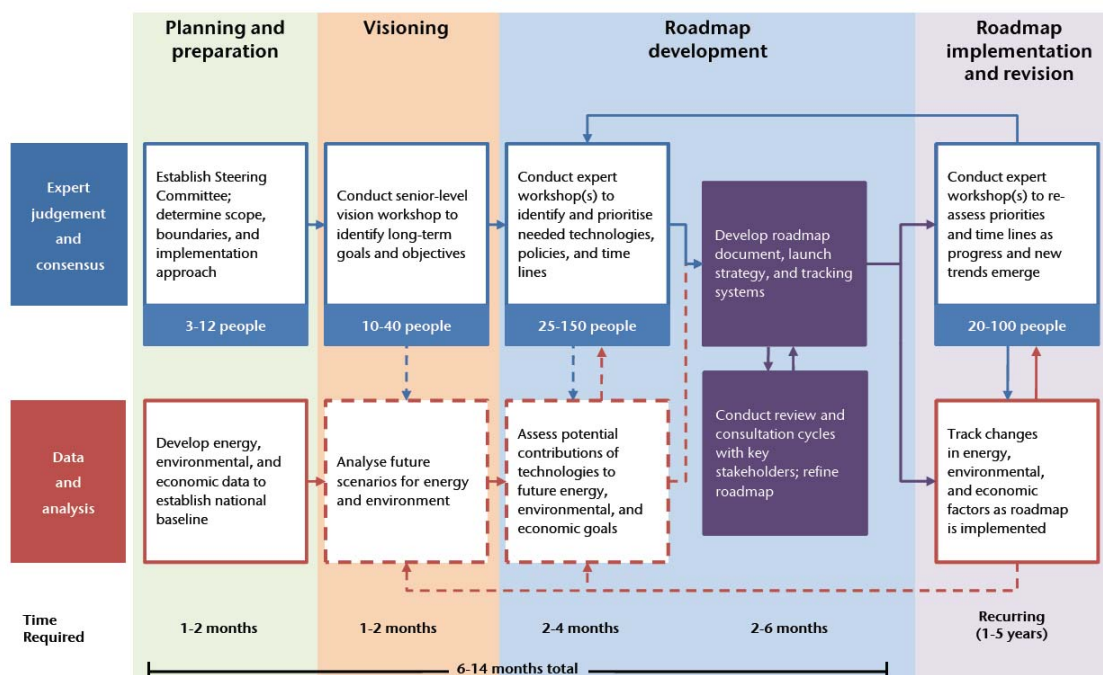 Planning and
preparation
Visioning
Roadmap
development
Roadmap
implementation
and revision
Expert
judgement
and
consensus
Establish Steering
Committee;
determine scope,
boundaries, and
implementation
approach
3-12 people
Conduct senior-level
vision workshop to
identify long-term
goals and objectives
10-40 people
Conduct expert
workshop(s) to
identify and prioritise
needed technologies,
policies, and time
lines
25-150 people
Develop roadmap
document, launch
strategy, and tracking
systems
Conduct expert
workshop(s) to re-
assess priorities
and time lines as
progress and new
trends emerge
20-100 people
Data
and
analysis
Develop energy,
environmental, and
economic data to
establish national
baseline
Analyse future
scenarios for energy
and environment
Assess potential
contributions of
technologies to
future energy,
environmental, and
economic goals
Conduct review and
consultation cycles
with key
stakeholders; refine
roadmap
Track changes
in energy,
environmental,
and economic
factors as roadmap
is implemented
Time
Required
1-2 months
1-2 months
2-4 months
2-6 months
Recurring
(1-5 years)
6-14 months total